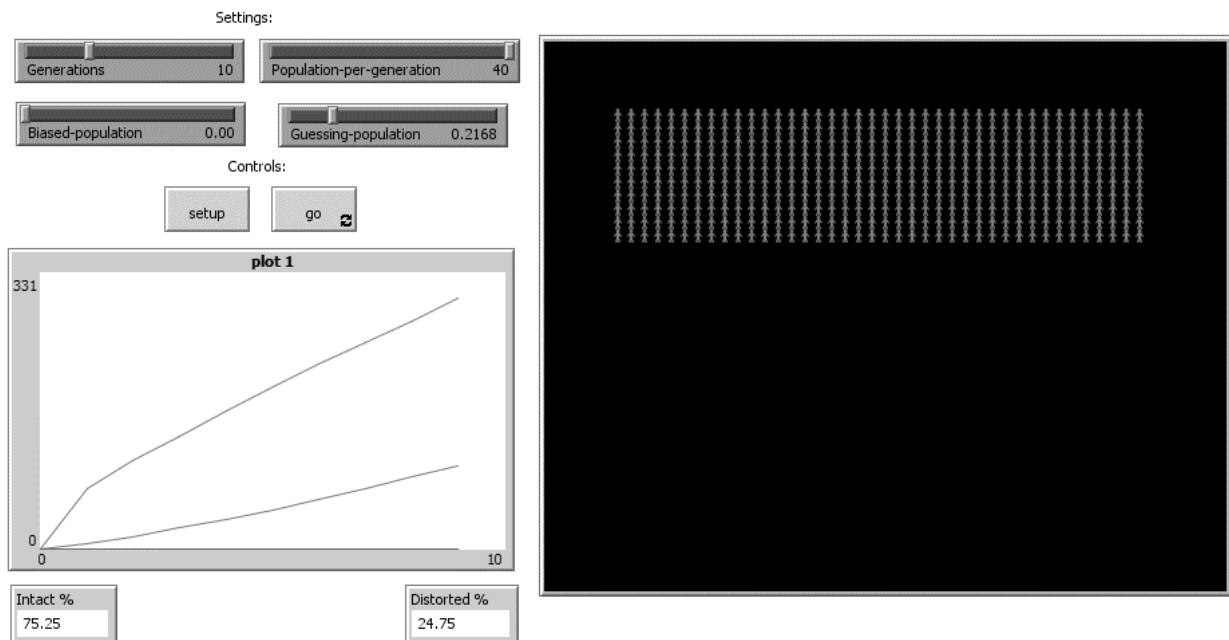 Settings:
Generations 10
Population-per-generation 40
Biased-population 0.00
Guessing-population 0.2168
Controls:
setup
go
plot 1
331
0
0
10
Intact %
75.25
Distorted %
24.75